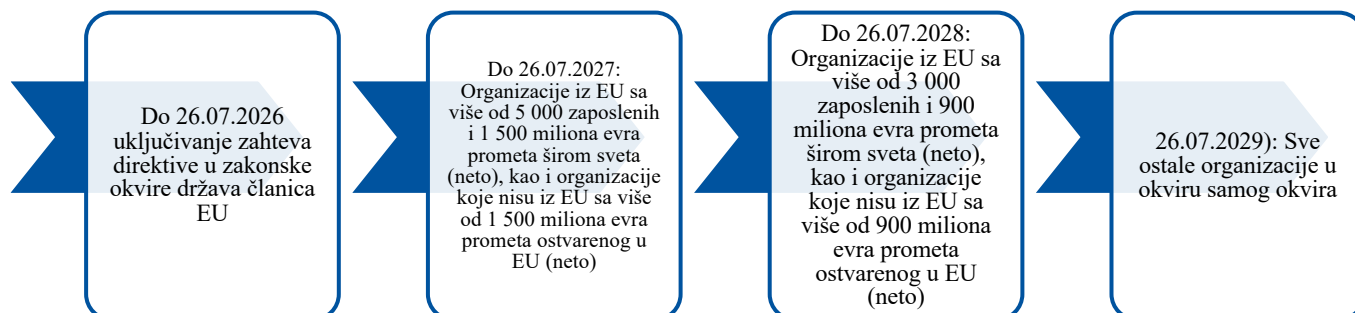 Do 26.07.2026
uključivanje zahteva
direktive u zakonske
okvire država članica
EU
Do 26.07.2027:
Organizacije iz EU sa
više od 5 000 zaposlenih
i 1 500 miliona evra
prometa širom sveta
(neto), kao i organizacije
koje nisu iz EU sa više
od 1 500 miliona evra
prometa ostvarenog u
EU (neto)
Do 26.07.2028:
Organizacije iz EU sa
više od 3 000
zaposlenih i 900
miliona evra prometa
širom sveta (neto),
kao i organizacije
koje nisu iz EU sa
više od 900 miliona
evra prometa
ostvarenog u EU
(neto)
26.07.2029): Sve
ostale organizacije u
okviru samog okvira